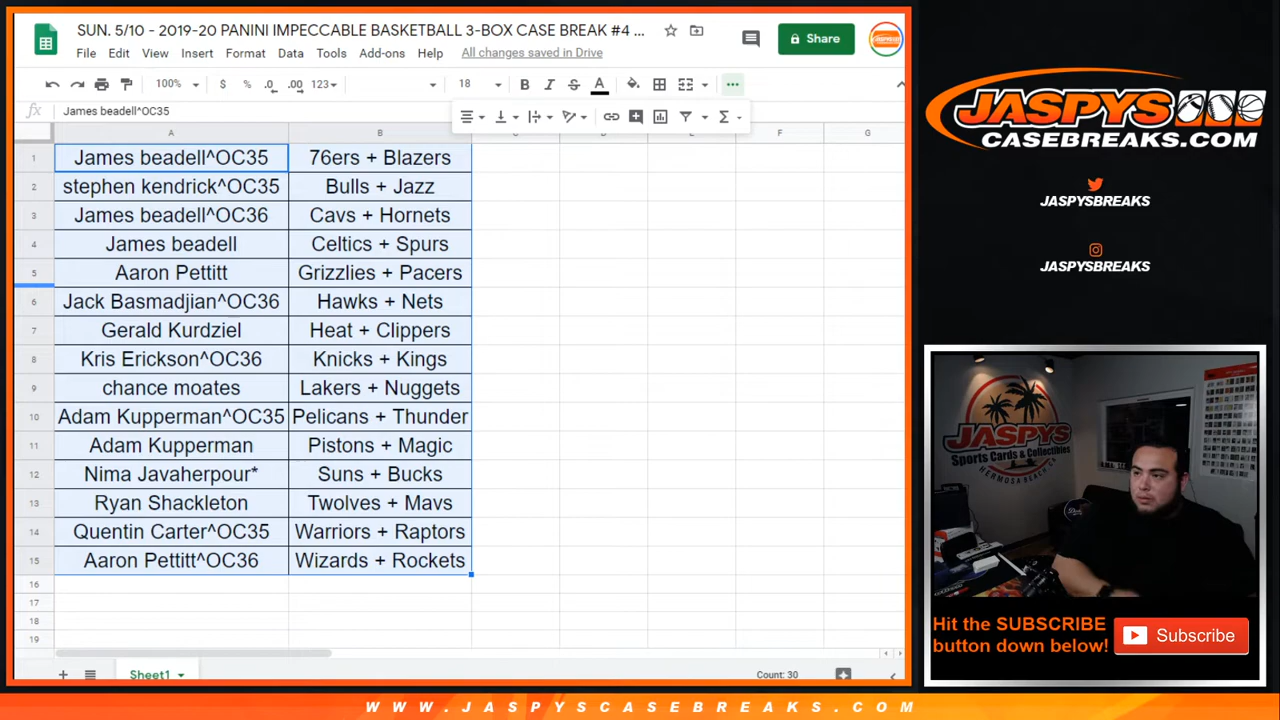 SUN. 5/10 - 2019-20 PANINI IMPECCABLE BASKETBALL 3-BOX CASE BREAK #4 ...
Share
File Edit View Insert Format Data Tools Add-ons Help All changes saved in Drive
100% $ % .0 .00 123 18 B I S A
fx James beadell^OC35
A B C D E F G
1 James beadell^OC35 76ers + Blazers
2 stephen kendrick^OC35 Bulls + Jazz
3 James beadell^OC36 Cavs + Hornets
4 James beadell Celtics + Spurs
5 Aaron Pettitt Grizzlies + Pacers
6 Jack Basmadjian^OC36 Hawks + Nets
7 Gerald Kurdziel Heat + Clippers
8 Kris Erickson^OC36 Knicks + Kings
9 chance moates Lakers + Nuggets
10 Adam Kupperman^OC35 Pelicans + Thunder
11 Adam Kupperman Pistons + Magic
12 Nima Javaherpour* Suns + Bucks
13 Ryan Shackleton Twolves + Mavs
14 Quentin Carter^OC35 Warriors + Raptors
15 Aaron Pettitt^OC36 Wizards + Rockets
16
17
18
19
Sheet1
Count: 30
JASPYS
CASEBREAKS.COM
JASPYSBREAKS
JASPYSBREAKS
JASPYS
Sports Cards & Collectibles
HERMOSA BEACH CA
Hit the SUBSCRIBE
button down below!
Subscribe
WWW.JASPYSCASEBREAKS.COM